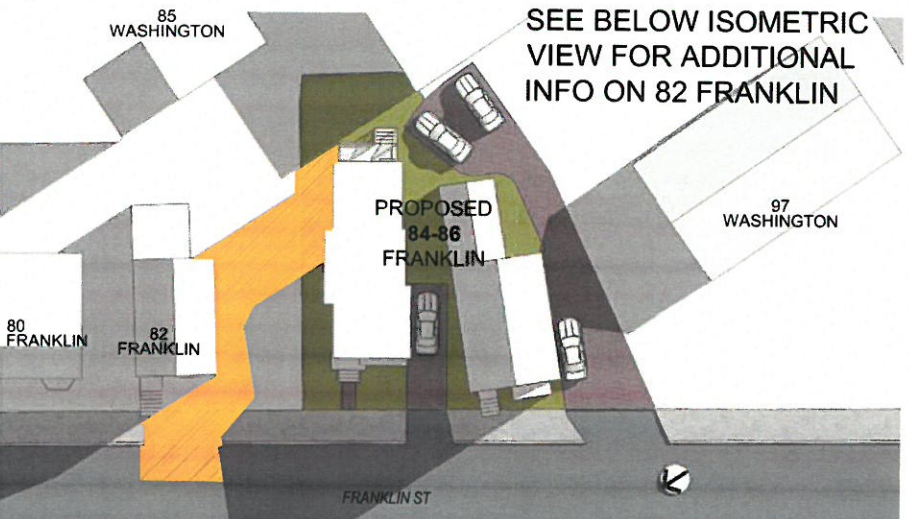 85
WASHINGTON
SEE BELOW ISOMETRIC
VIEW FOR ADDITIONAL
INFO ON 82 FRANKLIN
PROPOSED
84-86
FRANKLIN
97
WASHINGTON
80
FRANKLIN
82
FRANKLIN
FRANKLIN ST